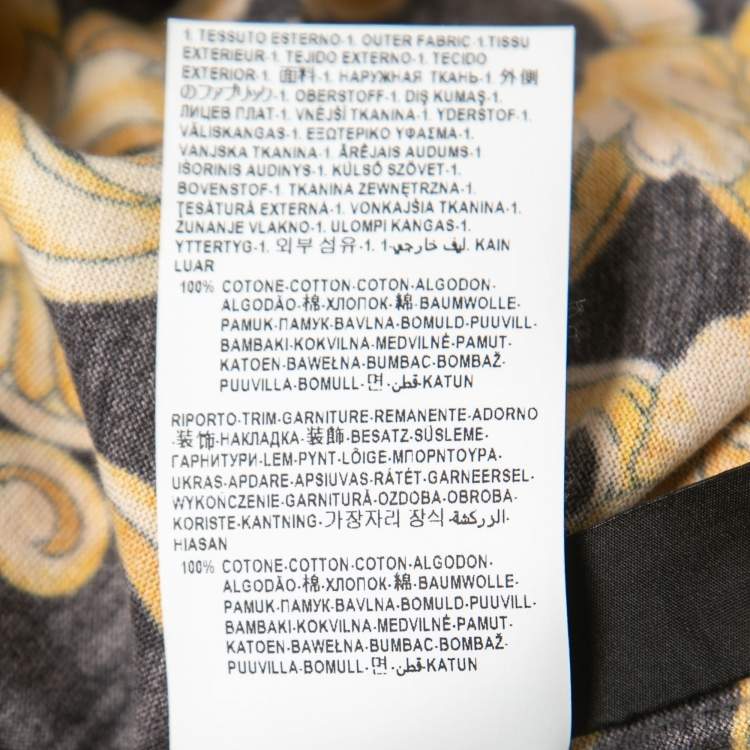 1. TESSUTO ESTERNO-1. OUTER FABRIC-1.TISSU
EXTERIEUR-1. TEJIDO EXTERNO-1. TECIDO
EXTERIOR-1. 面料-1. НАРУЖНАЯ ТКАНЬ-1. 外側
のファブリック-1. OBERSTOFF-1. DIŞ KUMAŞ-1.
ЛИЦЕВ ПЛАТ-1. VNĚJŠÍ TKANINA-1. YDERSTOF-1.
VÄLISKANGAS-1. ΕΞΩΤΕΡΙΚΟ ΥΦΑΣΜΑ-1.
VANJSKA TKANINA-1. ĀRĒJAIS AUDUMS-1.
IŠORINIS AUDINYS-1. KÜLSŐ SZÖVET-1.
BOVENSTOF-1. TKANINA ZEWNĘTRZNA-1.
ŢESĂTURĂ EXTERNA-1. VONKAJŠIA TKANINA-1.
ZUNANJE VLAKNO-1. ULOMPI KANGAS-1.
YTTERTYG-1. 외부 섬유-1. ليف خارجي-1. KAIN
LUAR
100% COTONE-COTTON-COTON-ALGODON-
ALGODÃO-棉-ХЛОПОК-綿-BAUMWOLLE-
PAMUK-ПАМУК-BAVLNA-BOMULD-PUUVILL-
ΒΑΜΒΑΚΙ-KOKVILNA-MEDVILNĖ-PAMUT-
KATOEN-BAWEŁNA-BUMBAC-BOMBAŽ-
PUUVILLA-BOMULL-면-قطن-KATUN
RIPORTO-TRIM-GARNITURE-REMANENTE-ADORNO
-装饰-НАКЛАДКА-装飾-BESATZ-SÜSLEME-
ГАРНИТУРИ-LEM-PYNT-LÕIGE-ΜΠΟΡΝΤΟΥΡΑ-
UKRAS-APDARE-APSIUVAS-RÁTÉT-GARNEERSEL-
WYKOŃCZENIE-GARNITURĂ-OZDOBA-OBROBA-
KORISTE-KANTNING-가장자리 장식-الزركشة-
HIASAN
100% COTONE-COTTON-COTON-ALGODON-
ALGODÃO-棉-ХЛОПОК-綿-BAUMWOLLE-
PAMUK-ПАМУК-BAVLNA-BOMULD-PUUVILL-
ΒΑΜΒΑΚΙ-KOKVILNA-MEDVILNĖ-PAMUT-
KATOEN-BAWEŁNA-BUMBAC-BOMBAŽ-
PUUVILLA-BOMULL-면-قطن-KATUN